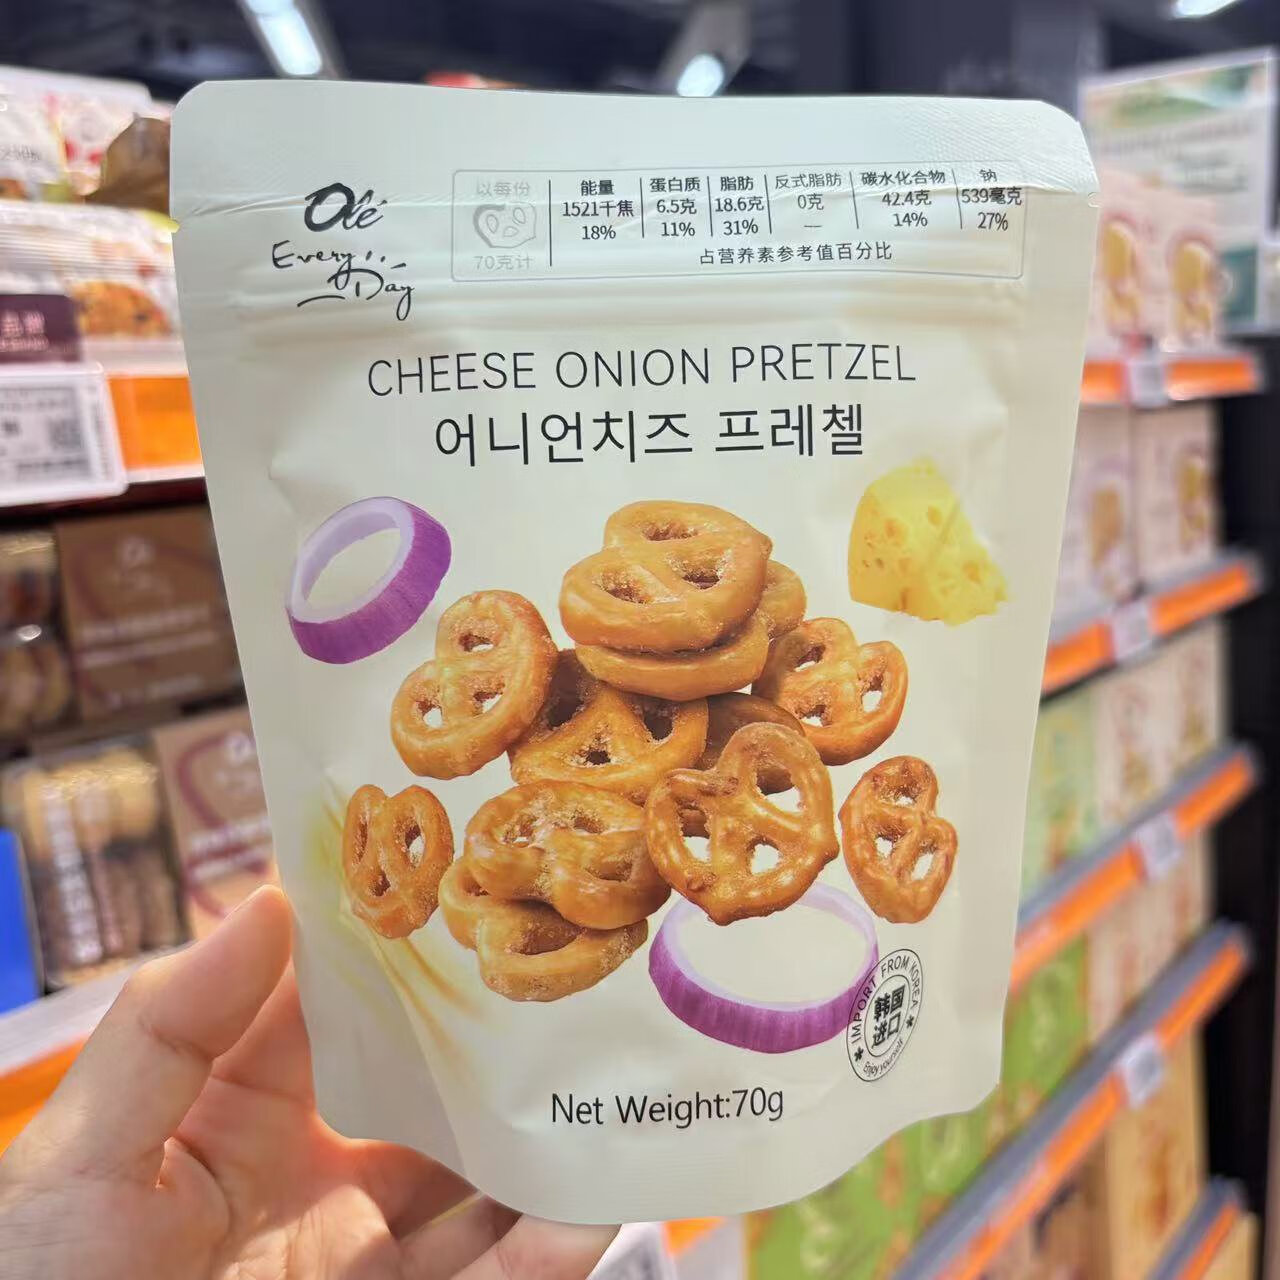 Olé
Every Day
以每份
70克计
能量 蛋白质 脂肪 反式脂肪 碳水化合物 钠
1521千焦 6.5克 18.6克 0克 42.4克 539毫克
18% 11% 31% — 14% 27%
占营养素参考值百分比
CHEESE ONION PRETZEL
어니언치즈 프레첼
IMPORT FROM KOREA
韩国
进口
Enjoy yourself
Net Weight:70g